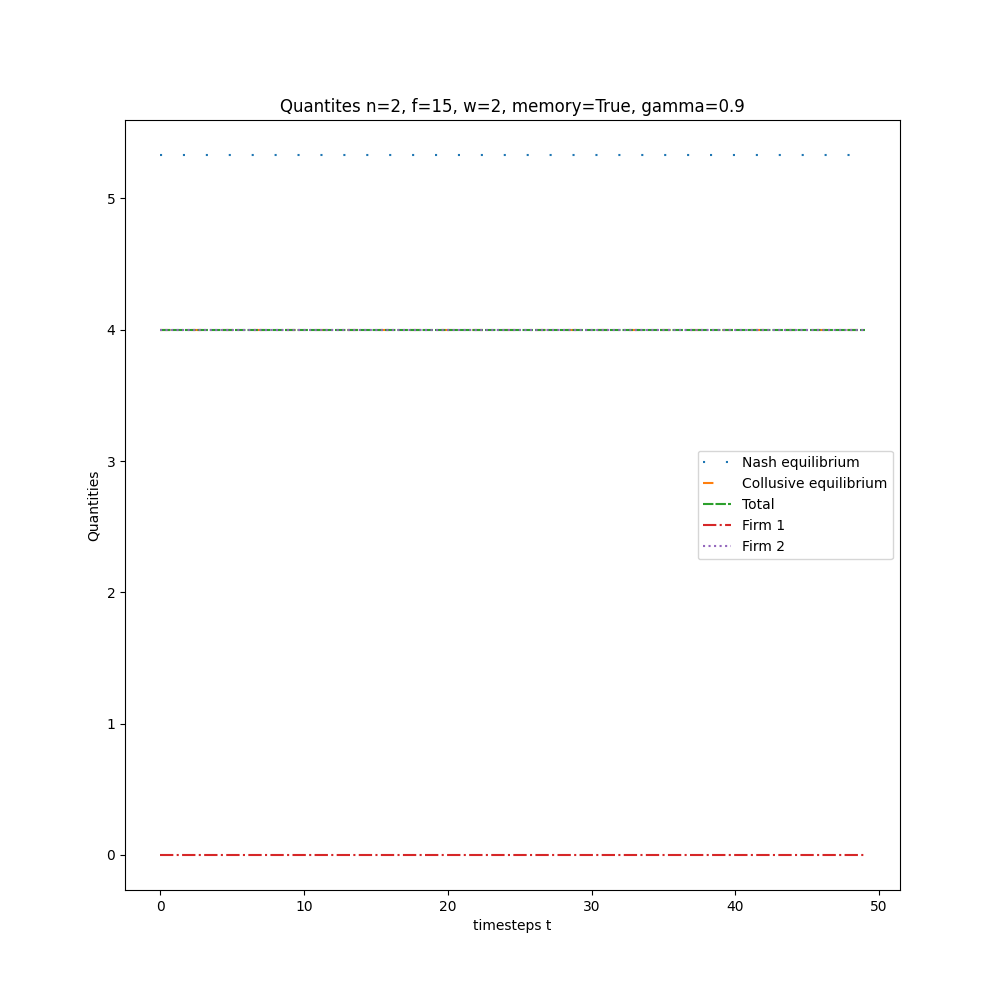 Quantites n=2, f=15, w=2, memory=True, gamma=0.9
Quantities
5
4
3
2
1
0
Nash equilibrium
Collusive equilibrium
Total
Firm 1
Firm 2
0 10 20 30 40 50
timesteps t